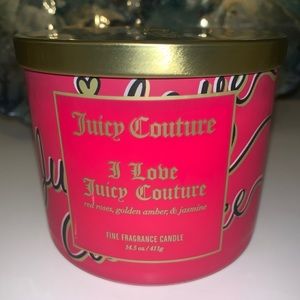 Juicy Couture
I Love
Juicy Couture
red roses, golden amber, & jasmine
FINE FRAGRANCE CANDLE
14.5 oz / 411g